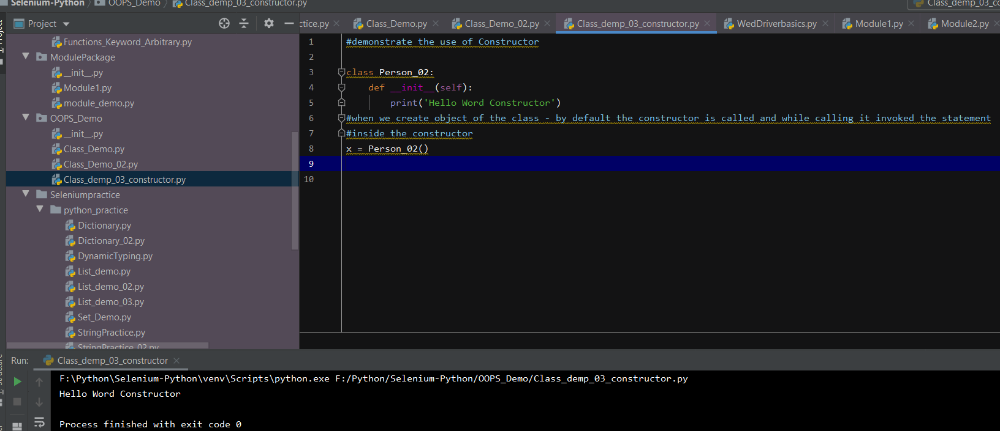 Selenium-Python OOPS_Demo Class_demp_03_constructor.py
Class_demp_03_co
Project
ctice.py Class_Demo.py Class_Demo_02.py Class_demp_03_constructor.py WedDriverbasics.py Module1.py Module2.py
Functions_Keyword_Arbitrary.py
ModulePackage
__init__.py
Module1.py
module_demo.py
OOPS_Demo
__init__.py
Class_Demo.py
Class_Demo_02.py
Class_demp_03_constructor.py
Seleniumpractice
python_practice
Dictionary.py
Dictionary_02.py
DynamicTyping.py
List_demo.py
List_demo_02.py
List_demo_03.py
Set_Demo.py
StringPractice.py
StringPractice_02.py
1 #demonstrate the use of Constructor
2
3 class Person_02:
4 def __init__(self):
5 print('Hello Word Constructor')
6 #when we create object of the class - by default the constructor is called and while calling it invoked the statement
7 #inside the constructor
8 x = Person_02()
9
10
Run: Class_demp_03_constructor
F:\Python\Selenium-Python\venv\Scripts\python.exe F:/Python/Selenium-Python/OOPS_Demo/Class_demp_03_constructor.py
Hello Word Constructor
Process finished with exit code 0